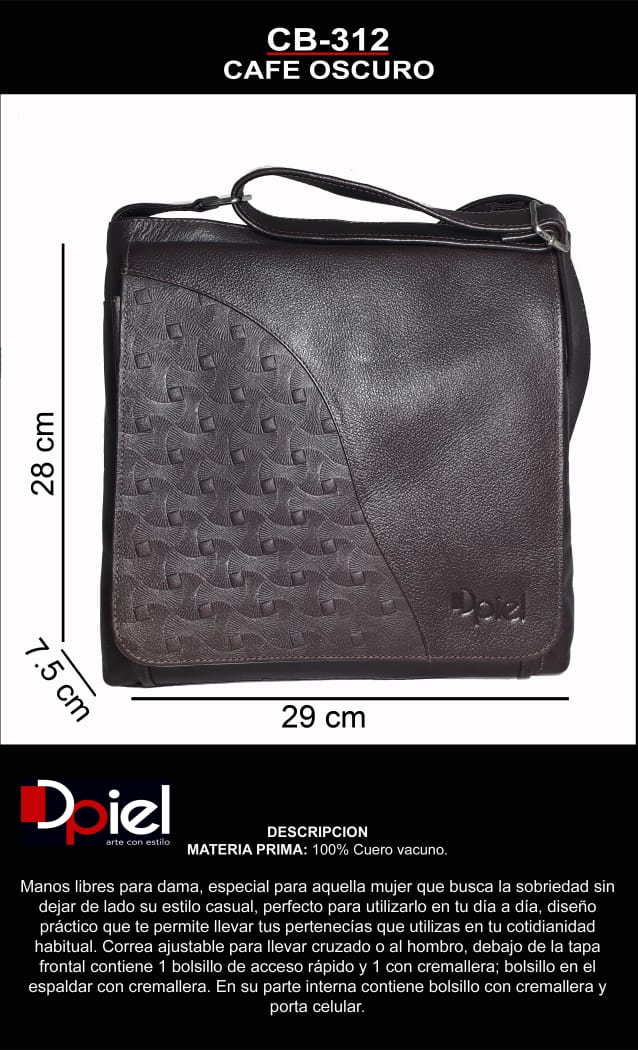 CB-312
CAFE OSCURO
28 cm
7.5 cm
29 cm
Dpiel
Dpiel
arte con estilo
DESCRIPCION
MATERIA PRIMA: 100% Cuero vacuno.
Manos libres para dama, especial para aquella mujer que busca la sobriedad sin
dejar de lado su estilo casual, perfecto para utilizarlo en tu día a día, diseño
práctico que te permite llevar tus pertenecías que utilizas en tu cotidianidad
habitual. Correa ajustable para llevar cruzado o al hombro, debajo de la tapa
frontal contiene 1 bolsillo de acceso rápido y 1 con cremallera; bolsillo en el
espaldar con cremallera. En su parte interna contiene bolsillo con cremallera y
porta celular.